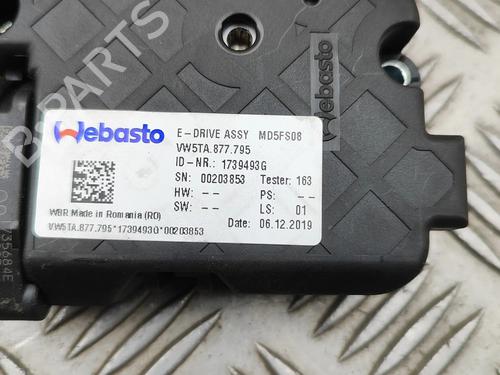 Webasto
E-DRIVE ASSY MD5FS08
VW5TA.877.795
ID-NR.: 1739493G
SN: 00203853 Tester: 163
HW: -- PS: --
SW: -- LS: 01
WBR Made in Romania (RO) Date: 06.12.2019
VW5TA.877.795*1739493G*00203853
Webasto
B-PARTS